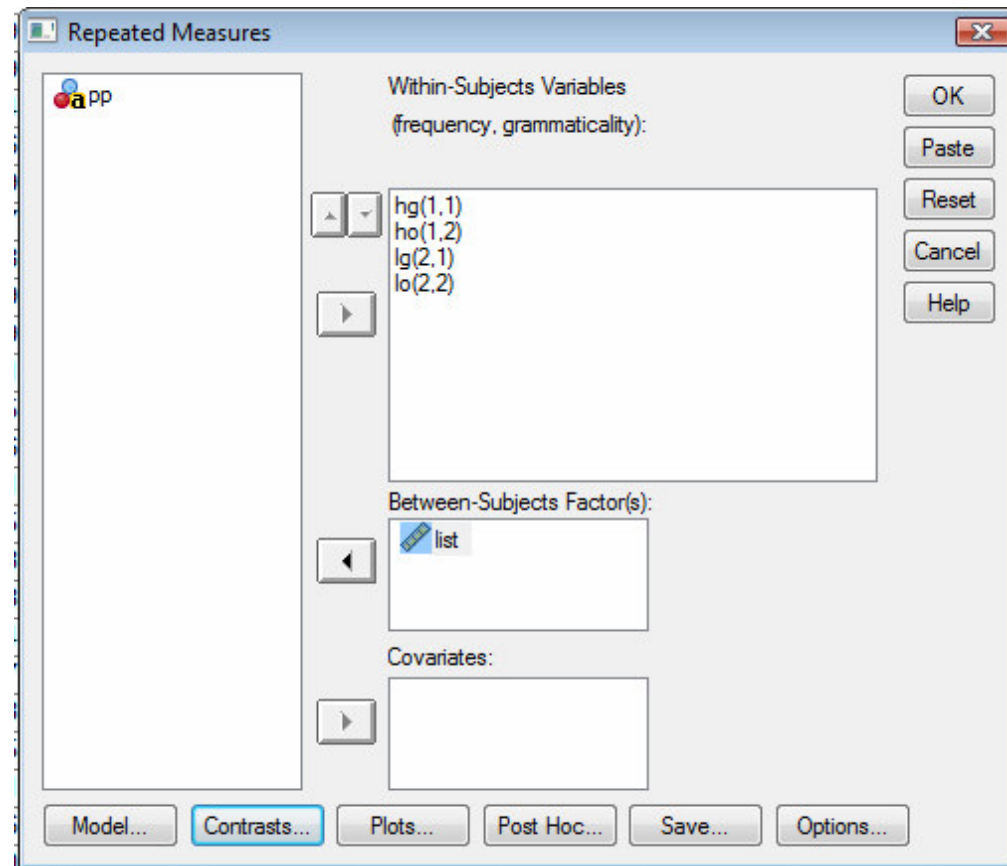 Repeated Measures
pp
Within-Subjects Variables
(frequency, grammaticality):
hg(1,1)
ho(1,2)
lg(2,1)
lo(2,2)
Between-Subjects Factor(s):
list
Covariates:
OK
Paste
Reset
Cancel
Help
Model...
Contrasts...
Plots...
Post Hoc...
Save...
Options...